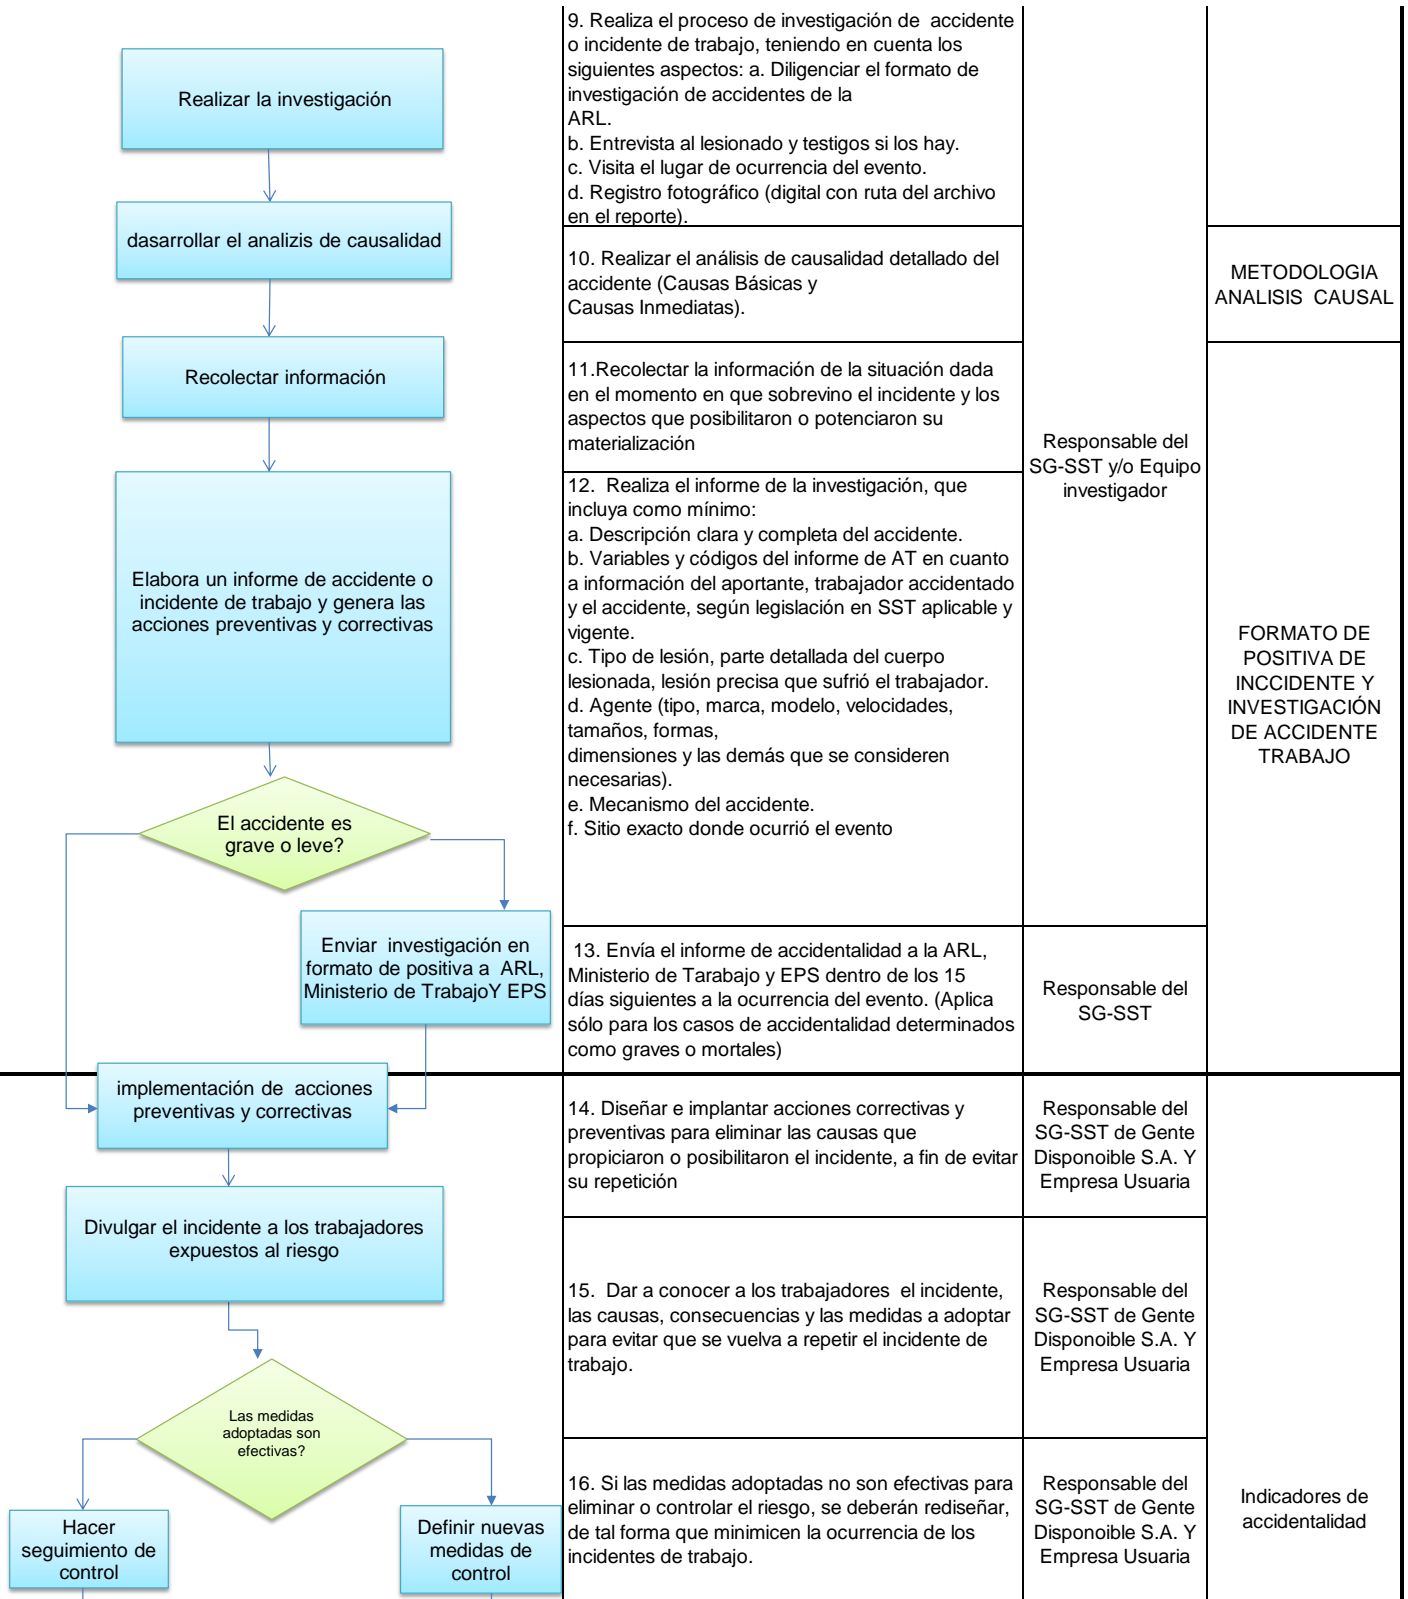 Realizar la investigación
dasarrollar el analizis de causalidad
Recolectar información
Elabora un informe de accidente o
incidente de trabajo y genera las
acciones preventivas y correctivas
El accidente es
grave o leve?
Enviar investigación en
formato de positiva a ARL,
Ministerio de TrabajoY EPS
implementación de acciones
preventivas y correctivas
Divulgar el incidente a los trabajadores
expuestos al riesgo
Las medidas
adoptadas son
efectivas?
Hacer
seguimiento de
control
Definir nuevas
medidas de
control
9. Realiza el proceso de investigación de accidente
o incidente de trabajo, teniendo en cuenta los
siguientes aspectos: a. Diligenciar el formato de
investigación de accidentes de la
ARL.
b. Entrevista al lesionado y testigos si los hay.
c. Visita el lugar de ocurrencia del evento.
d. Registro fotográfico (digital con ruta del archivo
en el reporte).
10. Realizar el análisis de causalidad detallado del
accidente (Causas Básicas y
Causas Inmediatas).
METODOLOGIA
ANALISIS CAUSAL
11.Recolectar la información de la situación dada
en el momento en que sobrevino el incidente y los
aspectos que posibilitaron o potenciaron su
materialización
12. Realiza el informe de la investigación, que
incluya como mínimo:
a. Descripción clara y completa del accidente.
b. Variables y códigos del informe de AT en cuanto
a información del aportante, trabajador accidentado
y el accidente, según legislación en SST aplicable y
vigente.
c. Tipo de lesión, parte detallada del cuerpo
lesionada, lesión precisa que sufrió el trabajador.
d. Agente (tipo, marca, modelo, velocidades,
tamaños, formas,
dimensiones y las demás que se consideren
necesarias).
e. Mecanismo del accidente.
f. Sitio exacto donde ocurrió el evento
Responsable del
SG-SST y/o Equipo
investigador
FORMATO DE
POSITIVA DE
INCCIDENTE Y
INVESTIGACIÓN
DE ACCIDENTE
TRABAJO
13. Envía el informe de accidentalidad a la ARL,
Ministerio de Tarabajo y EPS dentro de los 15
días siguientes a la ocurrencia del evento. (Aplica
sólo para los casos de accidentalidad determinados
como graves o mortales)
Responsable del
SG-SST
14. Diseñar e implantar acciones correctivas y
preventivas para eliminar las causas que
propiciaron o posibilitaron el incidente, a fin de evitar
su repetición
Responsable del
SG-SST de Gente
Disponoible S.A. Y
Empresa Usuaria
15. Dar a conocer a los trabajadores el incidente,
las causas, consecuencias y las medidas a adoptar
para evitar que se vuelva a repetir el incidente de
trabajo.
Responsable del
SG-SST de Gente
Disponoible S.A. Y
Empresa Usuaria
16. Si las medidas adoptadas no son efectivas para
eliminar o controlar el riesgo, se deberán rediseñar,
de tal forma que minimicen la ocurrencia de los
incidentes de trabajo.
Responsable del
SG-SST de Gente
Disponoible S.A. Y
Empresa Usuaria
Indicadores de
accidentalidad